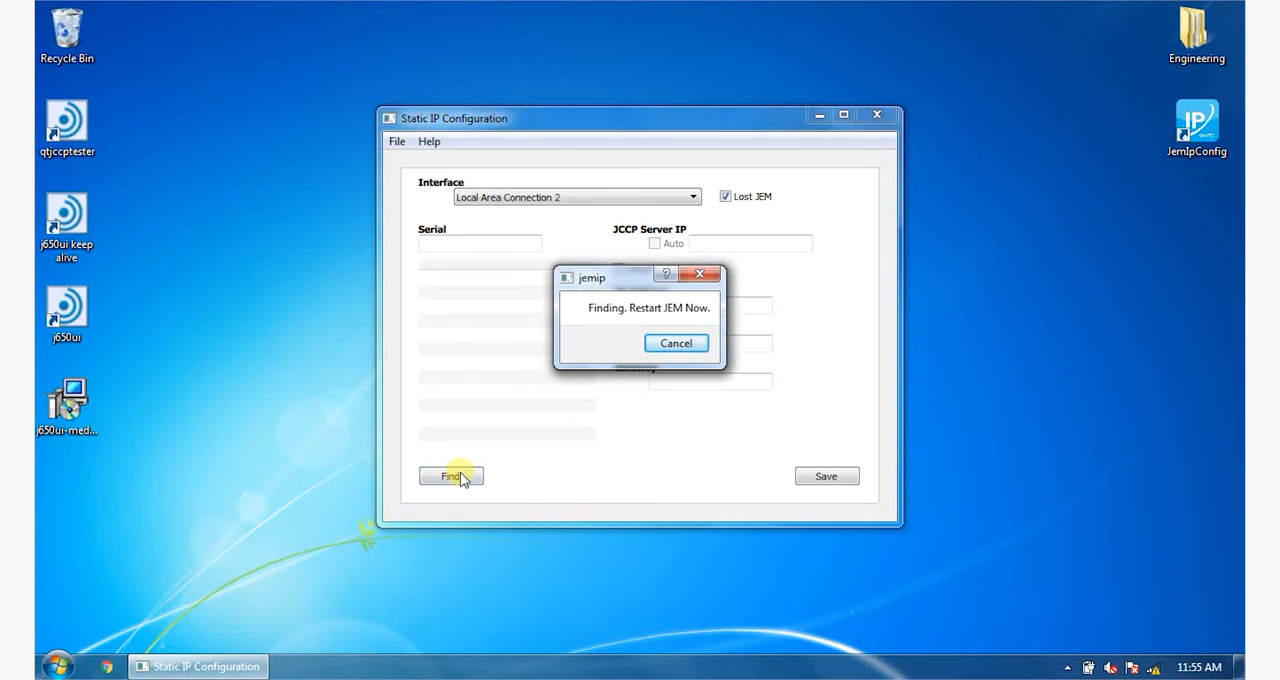 Recycle Bin
qtjccptester
j650ui keep
alive
j650ui
j650ui-med...
Engineering
IP
JemIpConfig
Static IP Configuration
File Help
Interface
Local Area Connection 2
Lost JEM
Serial
JCCP Server IP
Auto
jemip
Finding. Restart JEM Now.
Cancel
Find
Save
Static IP Configuration
11:55 AM